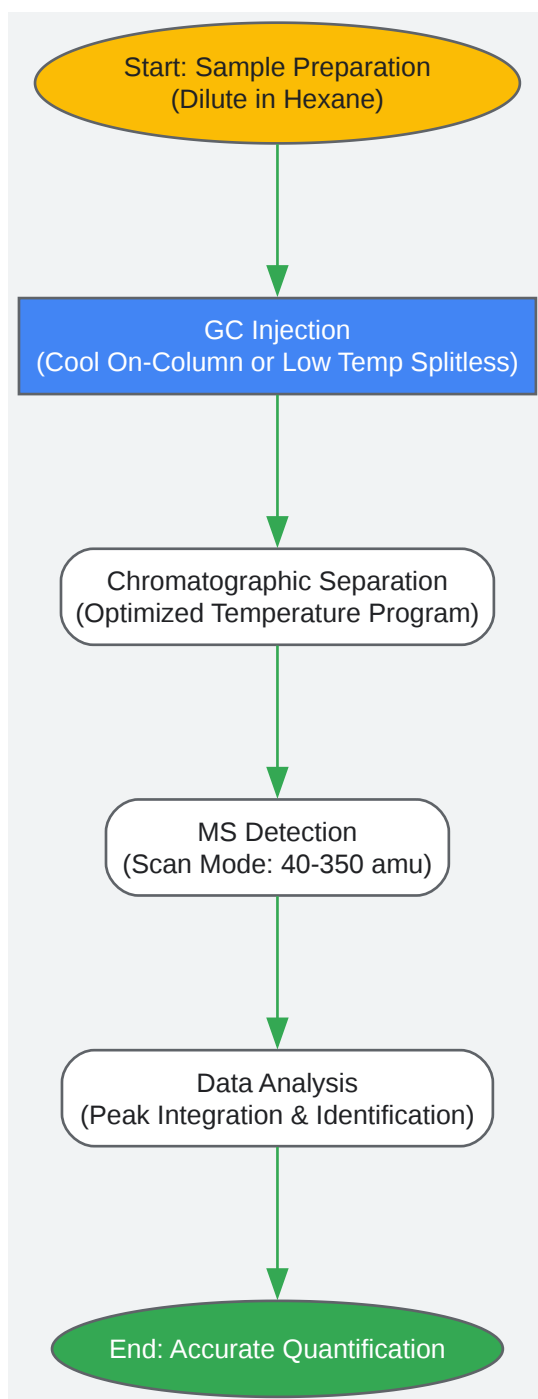 Start: Sample Preparation
(Dilute in Hexane)
GC Injection
(Cool On-Column or Low Temp Splitless)
Chromatographic Separation
(Optimized Temperature Program)
MS Detection
(Scan Mode: 40-350 amu)
Data Analysis
(Peak Integration & Identification)
End: Accurate Quantification